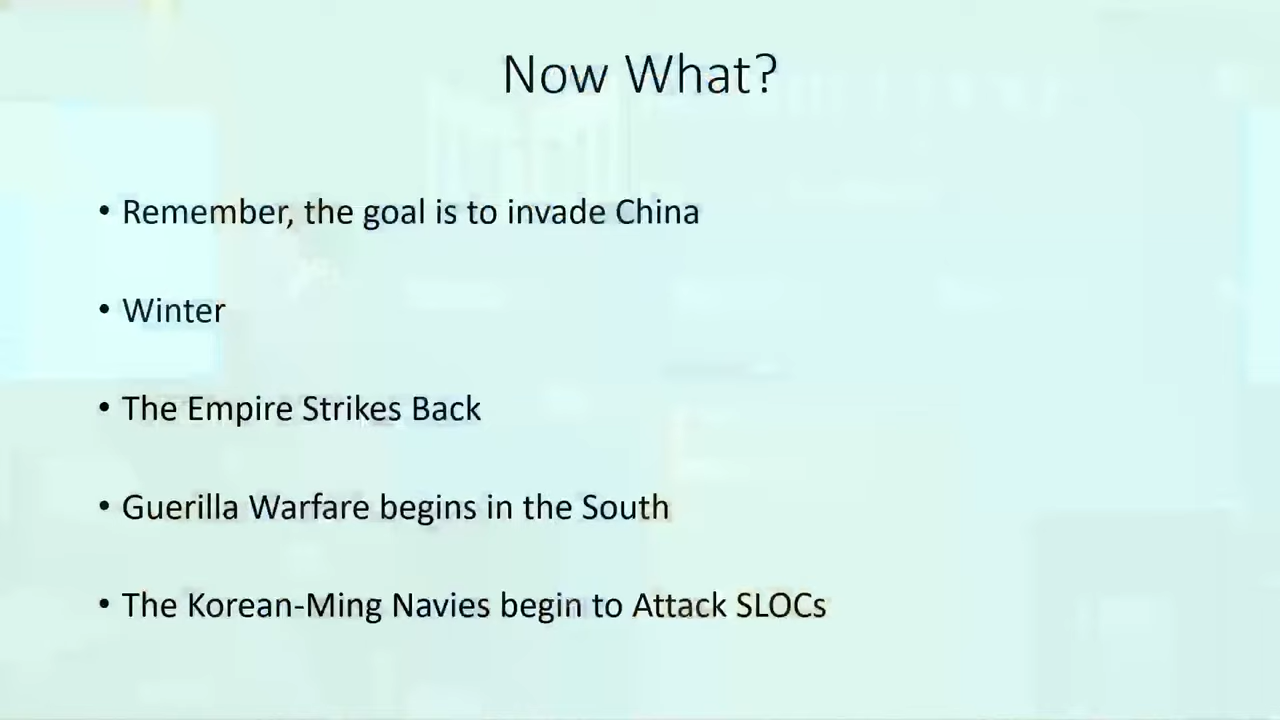 Now What?
• Remember, the goal is to invade China
• Winter
• The Empire Strikes Back
• Guerilla Warfare begins in the South
• The Korean-Ming Navies begin to Attack SLOCs